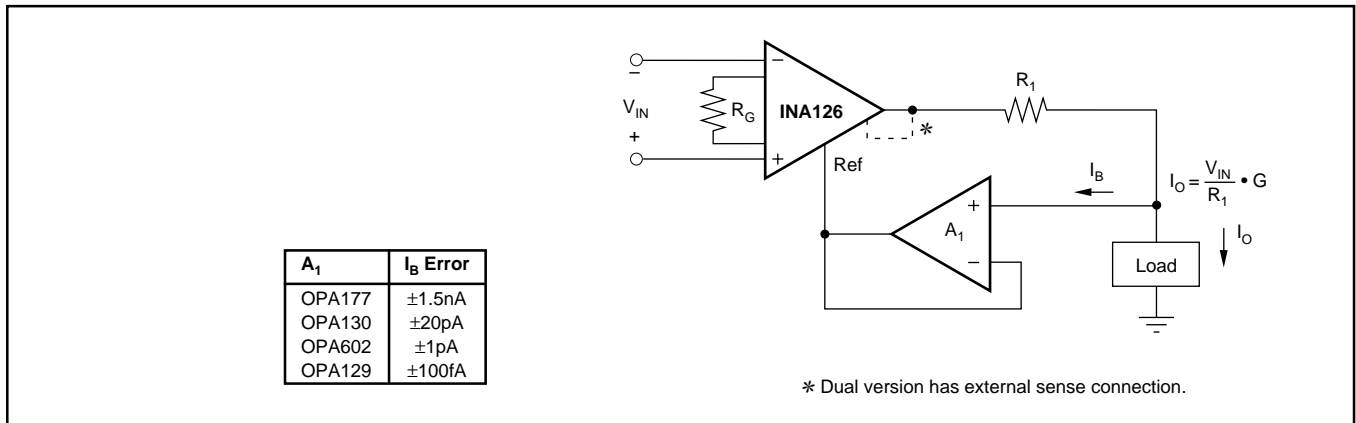 −
V_IN
+
R_G
−
INA126
+
*
Ref
R_1
I_B
I_O = V_IN / R_1 • G
I_O
+
A_1
−
Load
A_1 I_B Error
OPA177 ±1.5nA
OPA130 ±20pA
OPA602 ±1pA
OPA129 ±100fA
* Dual version has external sense connection.